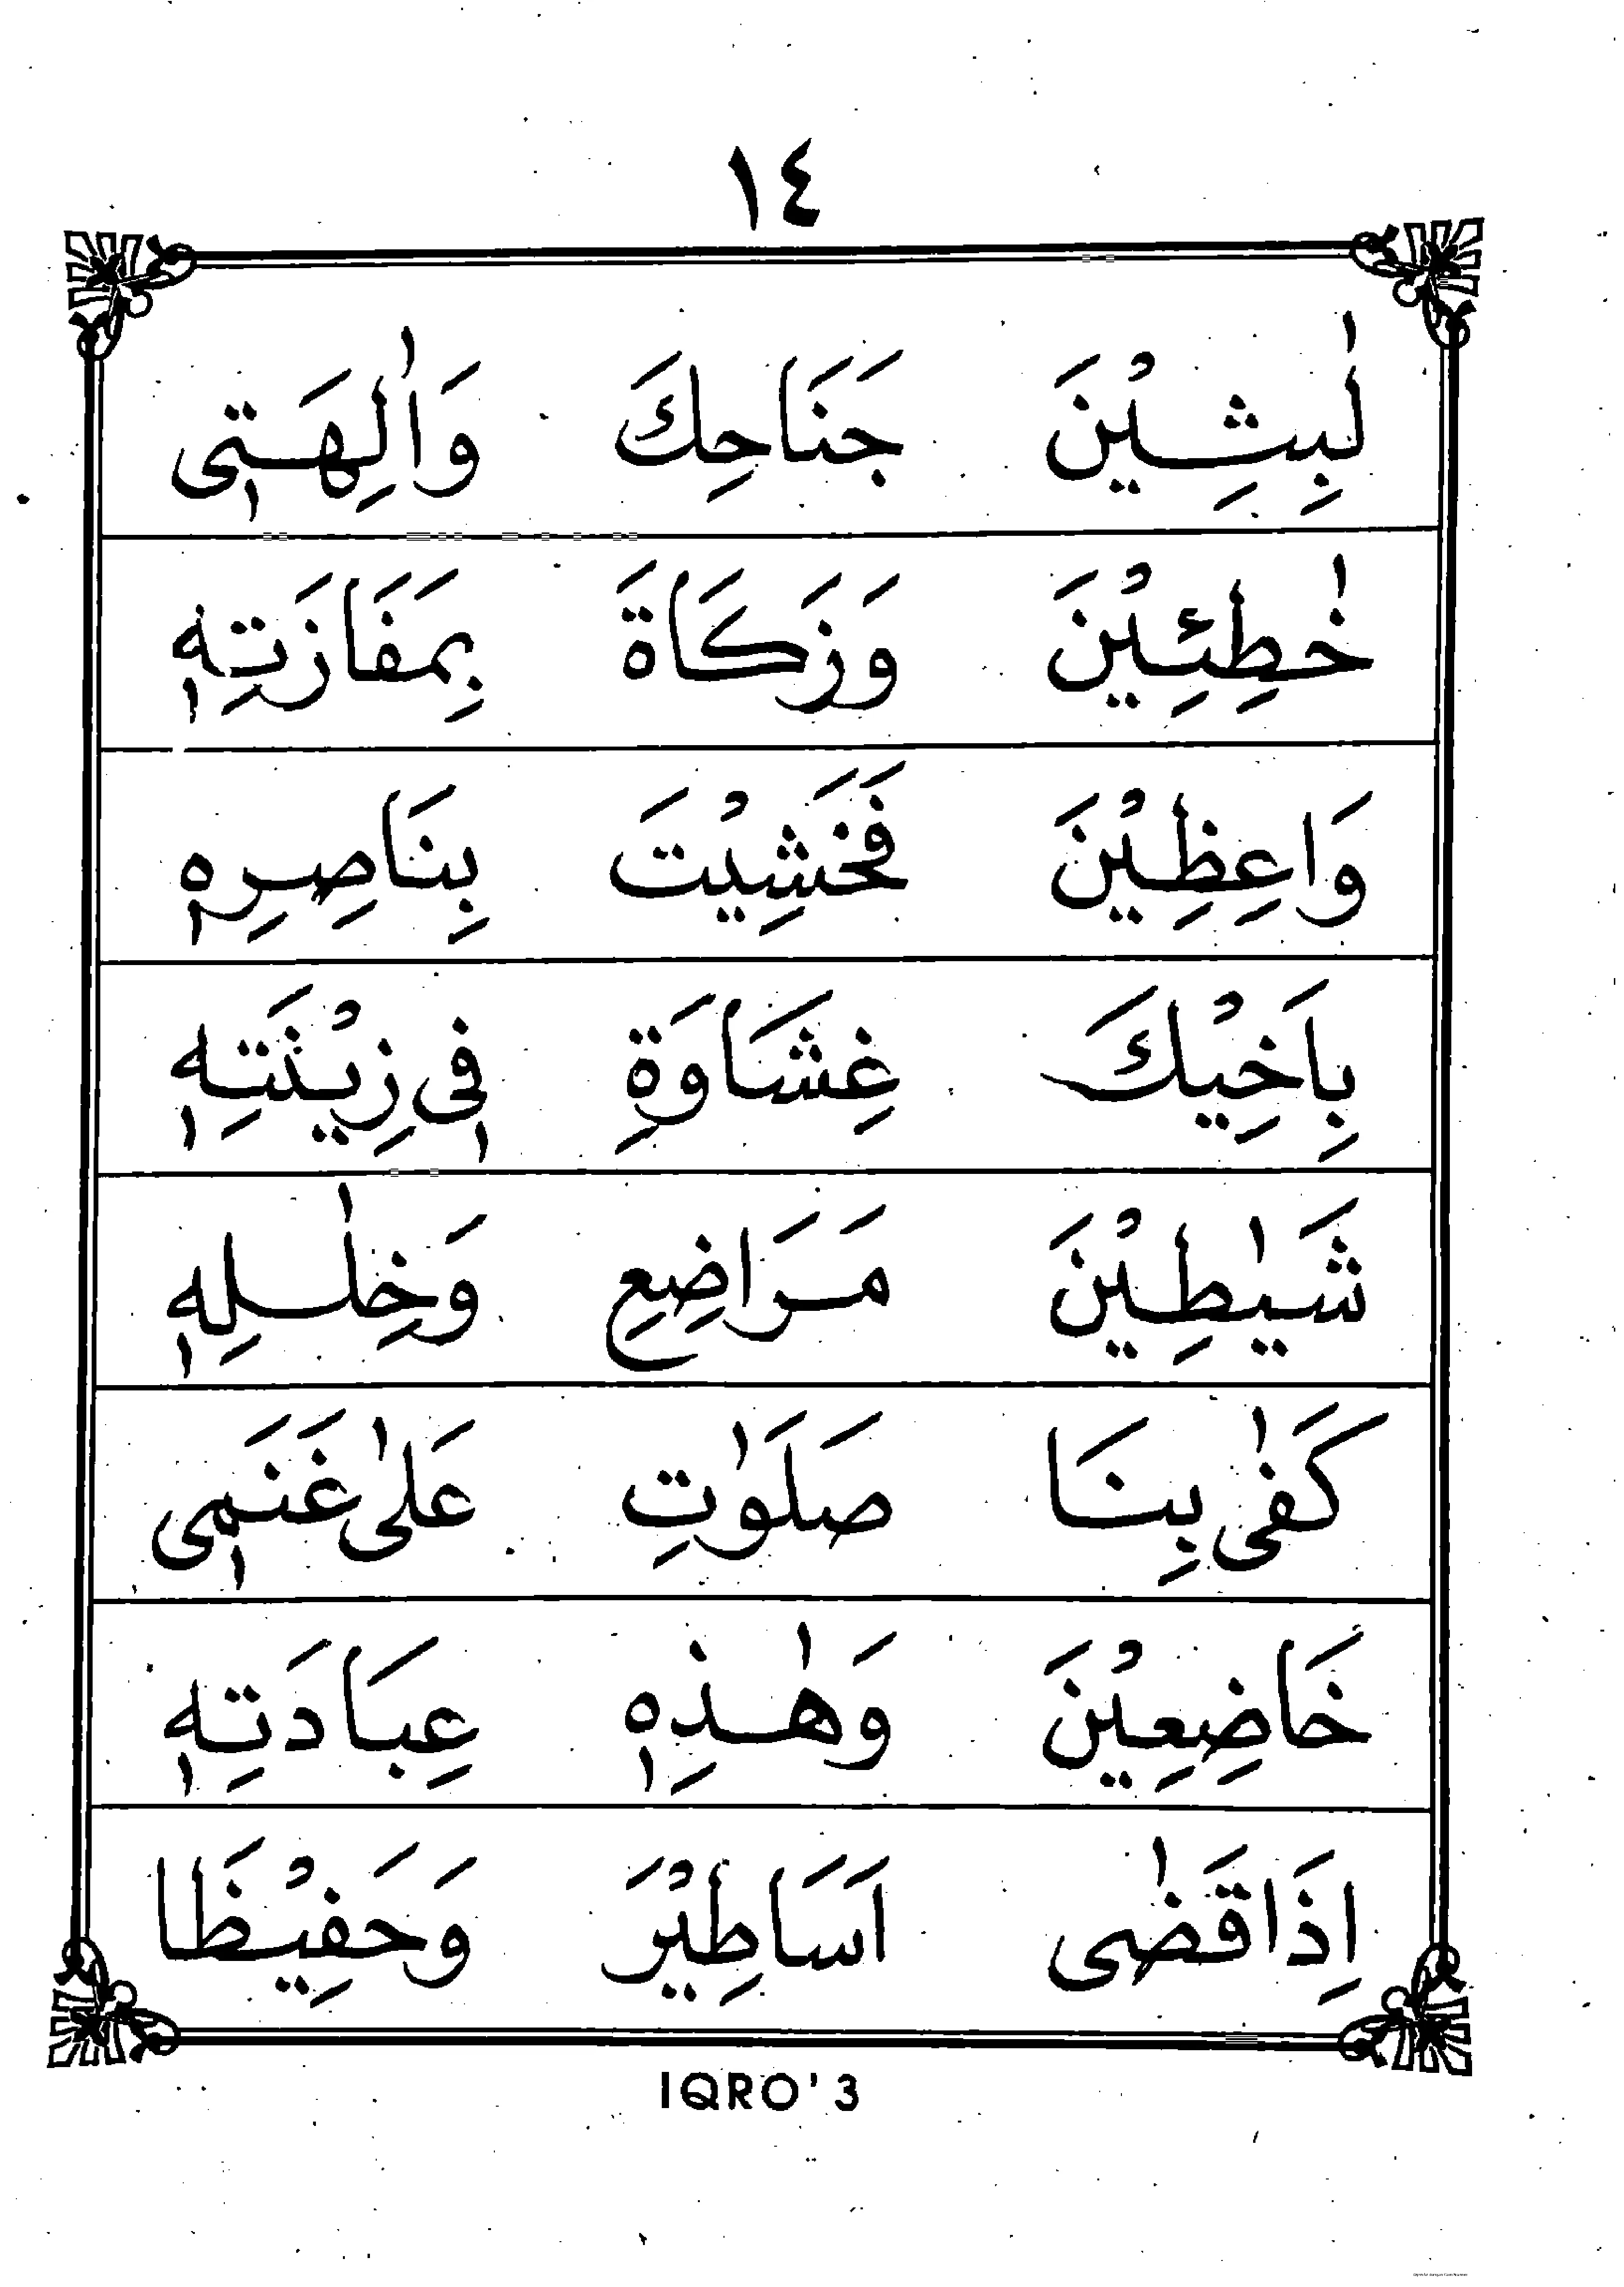 ١٤
لٰبِثِيْنَ جَنَاحِكَ وَاٰلِهَتِٖى
خٰطِئِيْنَ وَزَكَاةَ بِمَفَازَتِهٖ
وَاعِظِيْنَ فَخَشِيْتَ بِنَاصِرِهٖ
بِاَخِيْكَ غِشَاوَةِ فِٖى زِيْنَتِهٖ
شَيٰطِيْنَ مَرَاضِعِ وَخِلٰلِهٖ
كَفٰى بِنَا صَلَوٰتِ عَلٰى غَنَمِٖى
خَاضِعِيْنَ وَهٰذِهٖ عِبَادَتِهٖ
اِذَا قَضٰى اَسَاطِيْرَ وَحَفِيْظَا
IQRO' 3